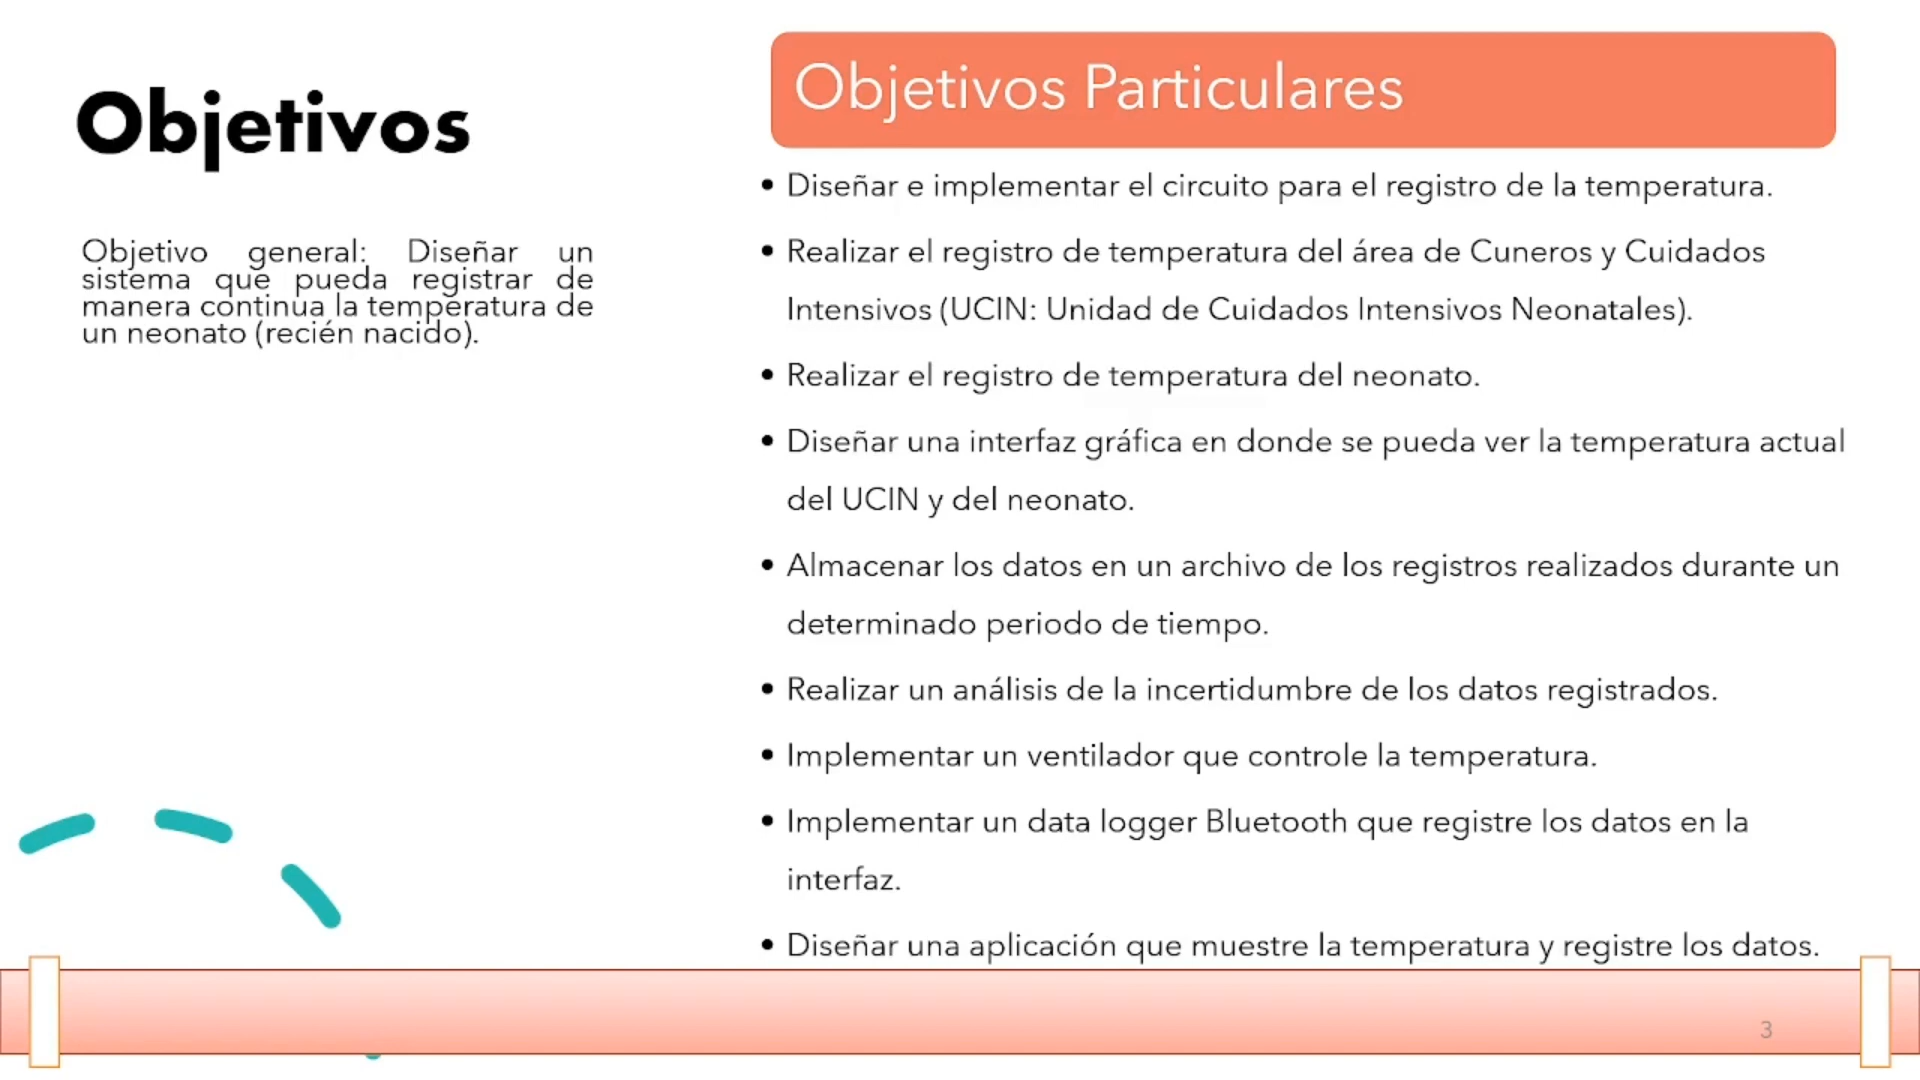 Objetivos
Objetivo general: Diseñar un
sistema que pueda registrar de
manera continua la temperatura de
un neonato (recién nacido).
Objetivos Particulares
• Diseñar e implementar el circuito para el registro de la temperatura.
• Realizar el registro de temperatura del área de Cuneros y Cuidados
Intensivos (UCIN: Unidad de Cuidados Intensivos Neonatales).
• Realizar el registro de temperatura del neonato.
• Diseñar una interfaz gráfica en donde se pueda ver la temperatura actual
del UCIN y del neonato.
• Almacenar los datos en un archivo de los registros realizados durante un
determinado periodo de tiempo.
• Realizar un análisis de la incertidumbre de los datos registrados.
• Implementar un ventilador que controle la temperatura.
• Implementar un data logger Bluetooth que registre los datos en la
interfaz.
• Diseñar una aplicación que muestre la temperatura y registre los datos.
3